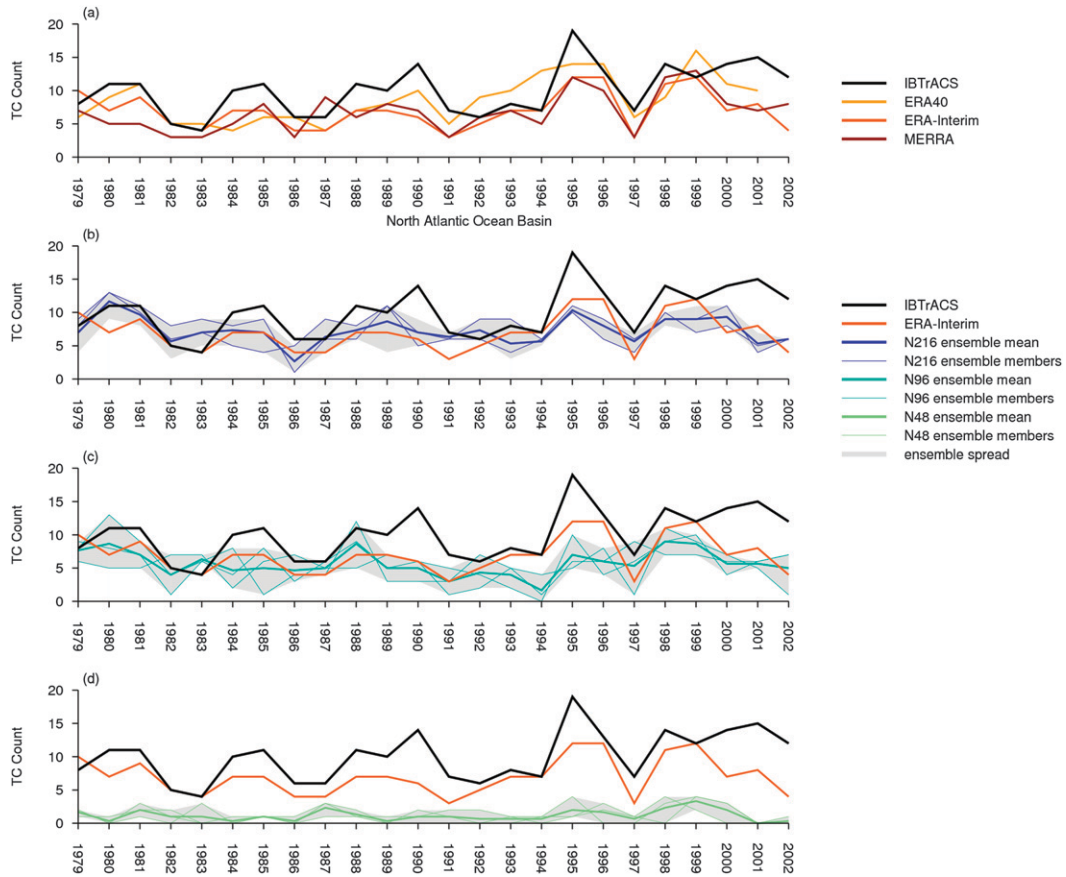 (a)
TC Count
20
15
10
5
0
1979 1980 1981 1982 1983 1984 1985 1986 1987 1988 1989 1990 1991 1992 1993 1994 1995 1996 1997 1998 1999 2000 2001 2002
IBTrACS
ERA40
ERA-Interim
MERRA
North Atlantic Ocean Basin
(b)
TC Count
20
15
10
5
0
1979 1980 1981 1982 1983 1984 1985 1986 1987 1988 1989 1990 1991 1992 1993 1994 1995 1996 1997 1998 1999 2000 2001 2002
IBTrACS
ERA-Interim
N216 ensemble mean
N216 ensemble members
N96 ensemble mean
N96 ensemble members
N48 ensemble mean
N48 ensemble members
ensemble spread
(c)
TC Count
20
15
10
5
0
1979 1980 1981 1982 1983 1984 1985 1986 1987 1988 1989 1990 1991 1992 1993 1994 1995 1996 1997 1998 1999 2000 2001 2002
(d)
TC Count
20
15
10
5
0
1979 1980 1981 1982 1983 1984 1985 1986 1987 1988 1989 1990 1991 1992 1993 1994 1995 1996 1997 1998 1999 2000 2001 2002